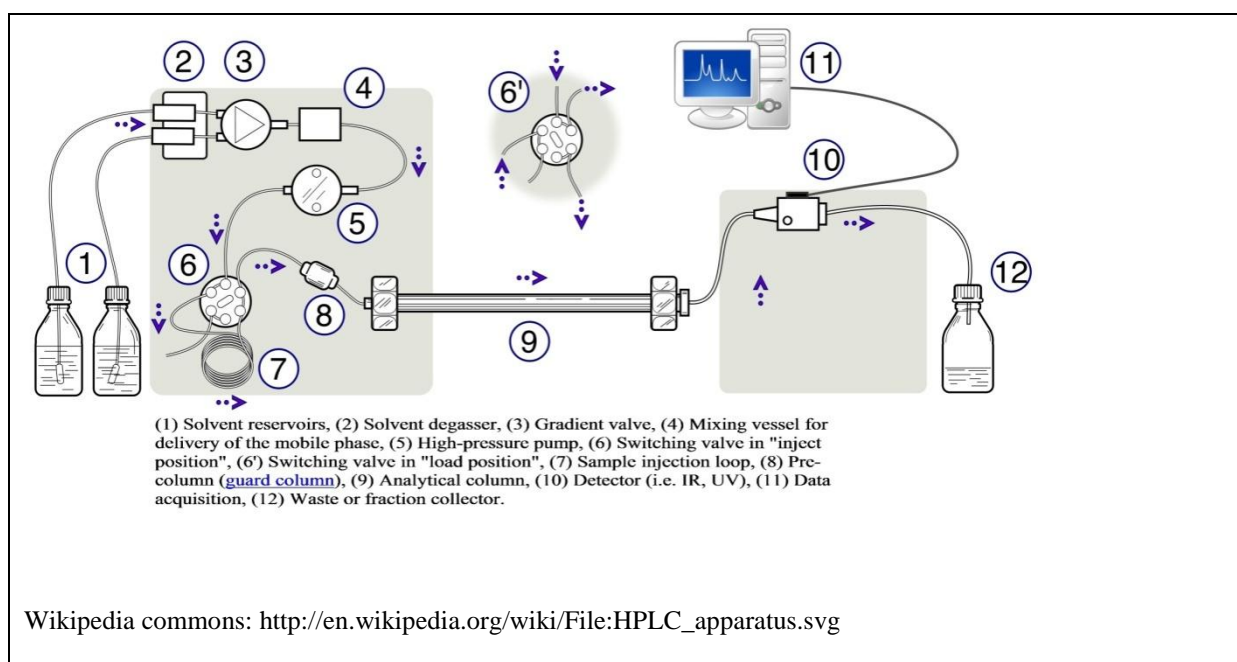 2
3
4
6'
11
10
5
1
6
12
8
9
7
(1) Solvent reservoirs, (2) Solvent degasser, (3) Gradient valve, (4) Mixing vessel for
delivery of the mobile phase, (5) High-pressure pump, (6) Switching valve in "inject
position", (6') Switching valve in "load position", (7) Sample injection loop, (8) Pre-
column (guard column), (9) Analytical column, (10) Detector (i.e. IR, UV), (11) Data
acquisition, (12) Waste or fraction collector.
Wikipedia commons: http://en.wikipedia.org/wiki/File:HPLC_apparatus.svg